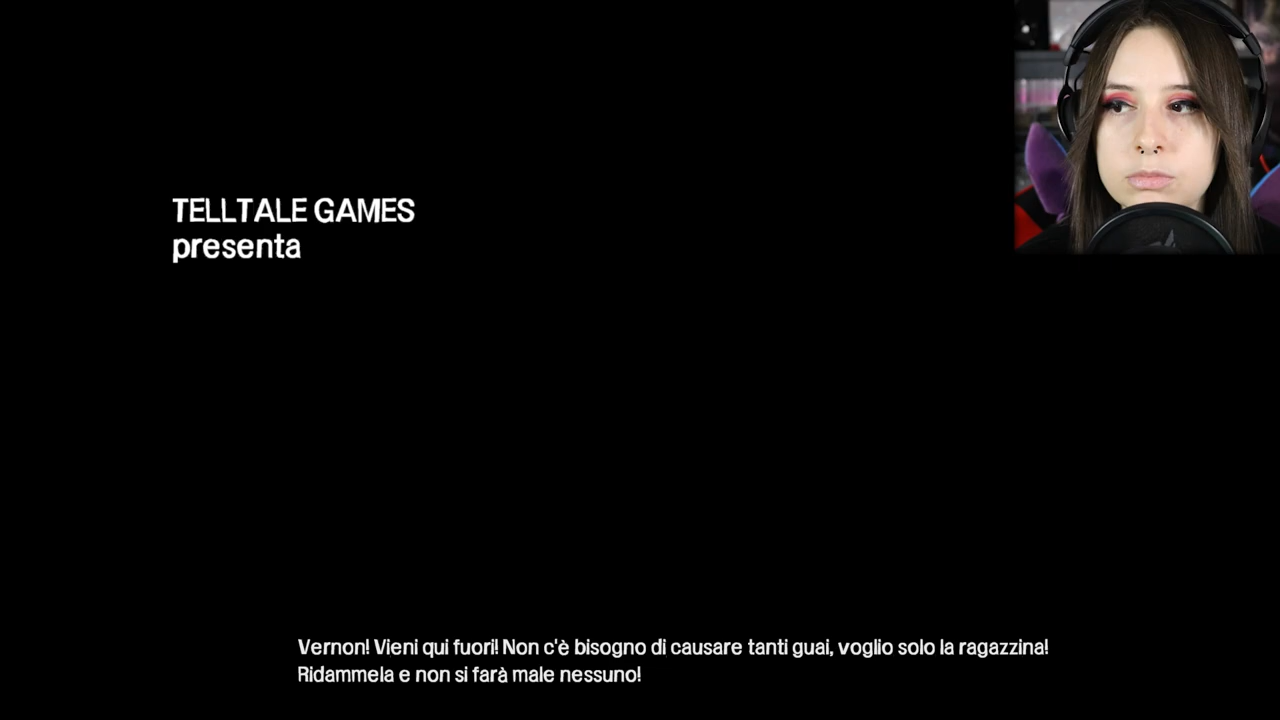 TELLTALE GAMES
presenta
Vernon! Vieni qui fuori! Non c'è bisogno di causare tanti guai, voglio solo la ragazzina!
Ridammela e non si farà male nessuno!